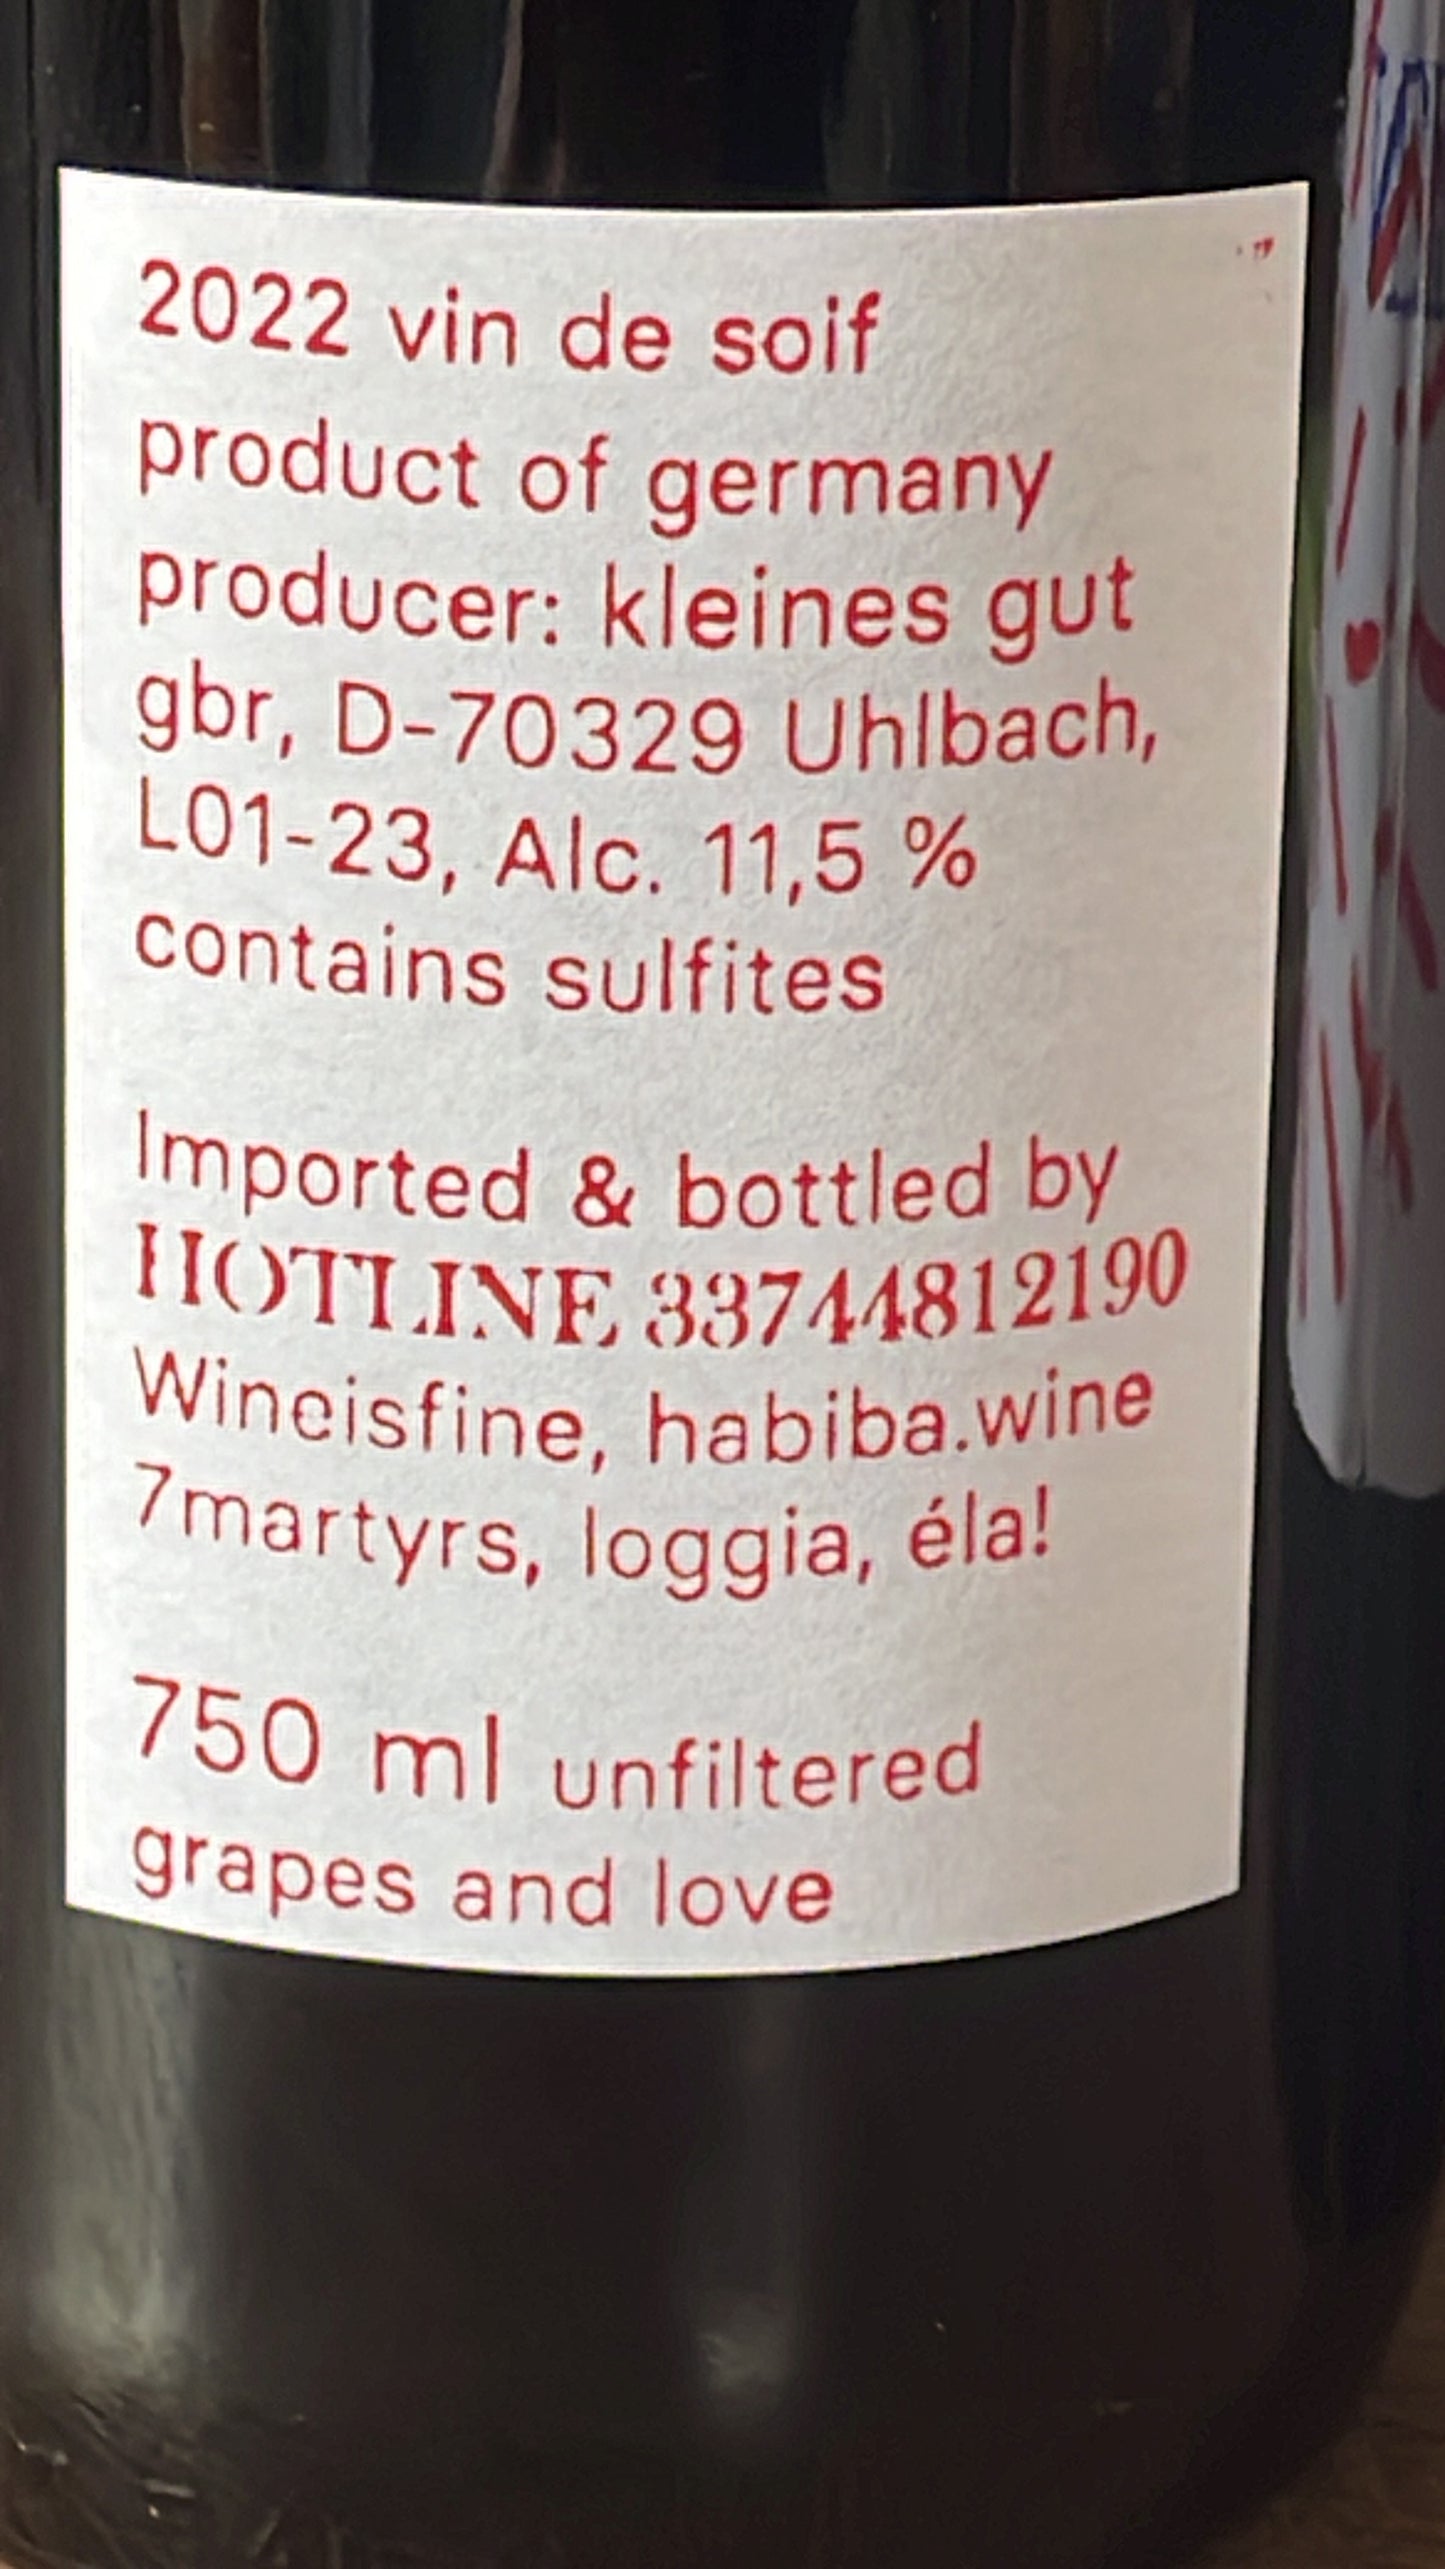 2022 vin de soif
product of germany
producer: kleines gut
gbr, D-70329 Uhlbach,
L01-23, Alc. 11,5 %
contains sulfites
Imported & bottled by
HOTLINE 33744812190
Wineisfine, habiba.wine
7martyrs, loggia, éla!
750 ml unfiltered
grapes and love